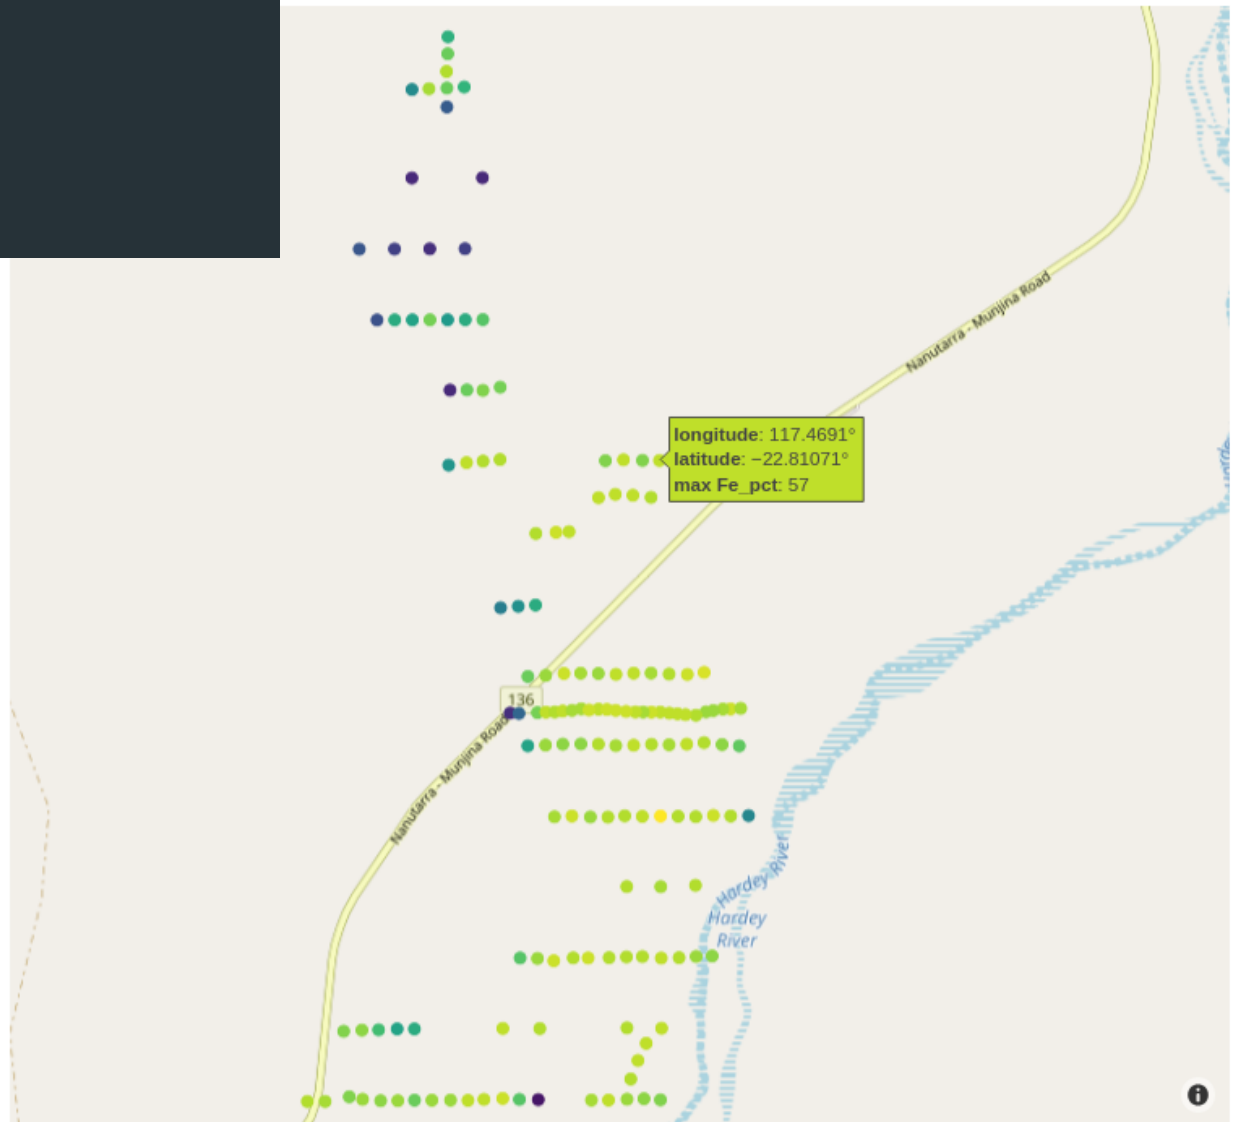 Nanutarra - Munjina Road
longitude: 117.4691°
latitude: −22.81071°
max Fe_pct: 57
136
Nanutarra - Munjina Road
Hardey River
Hardey
River